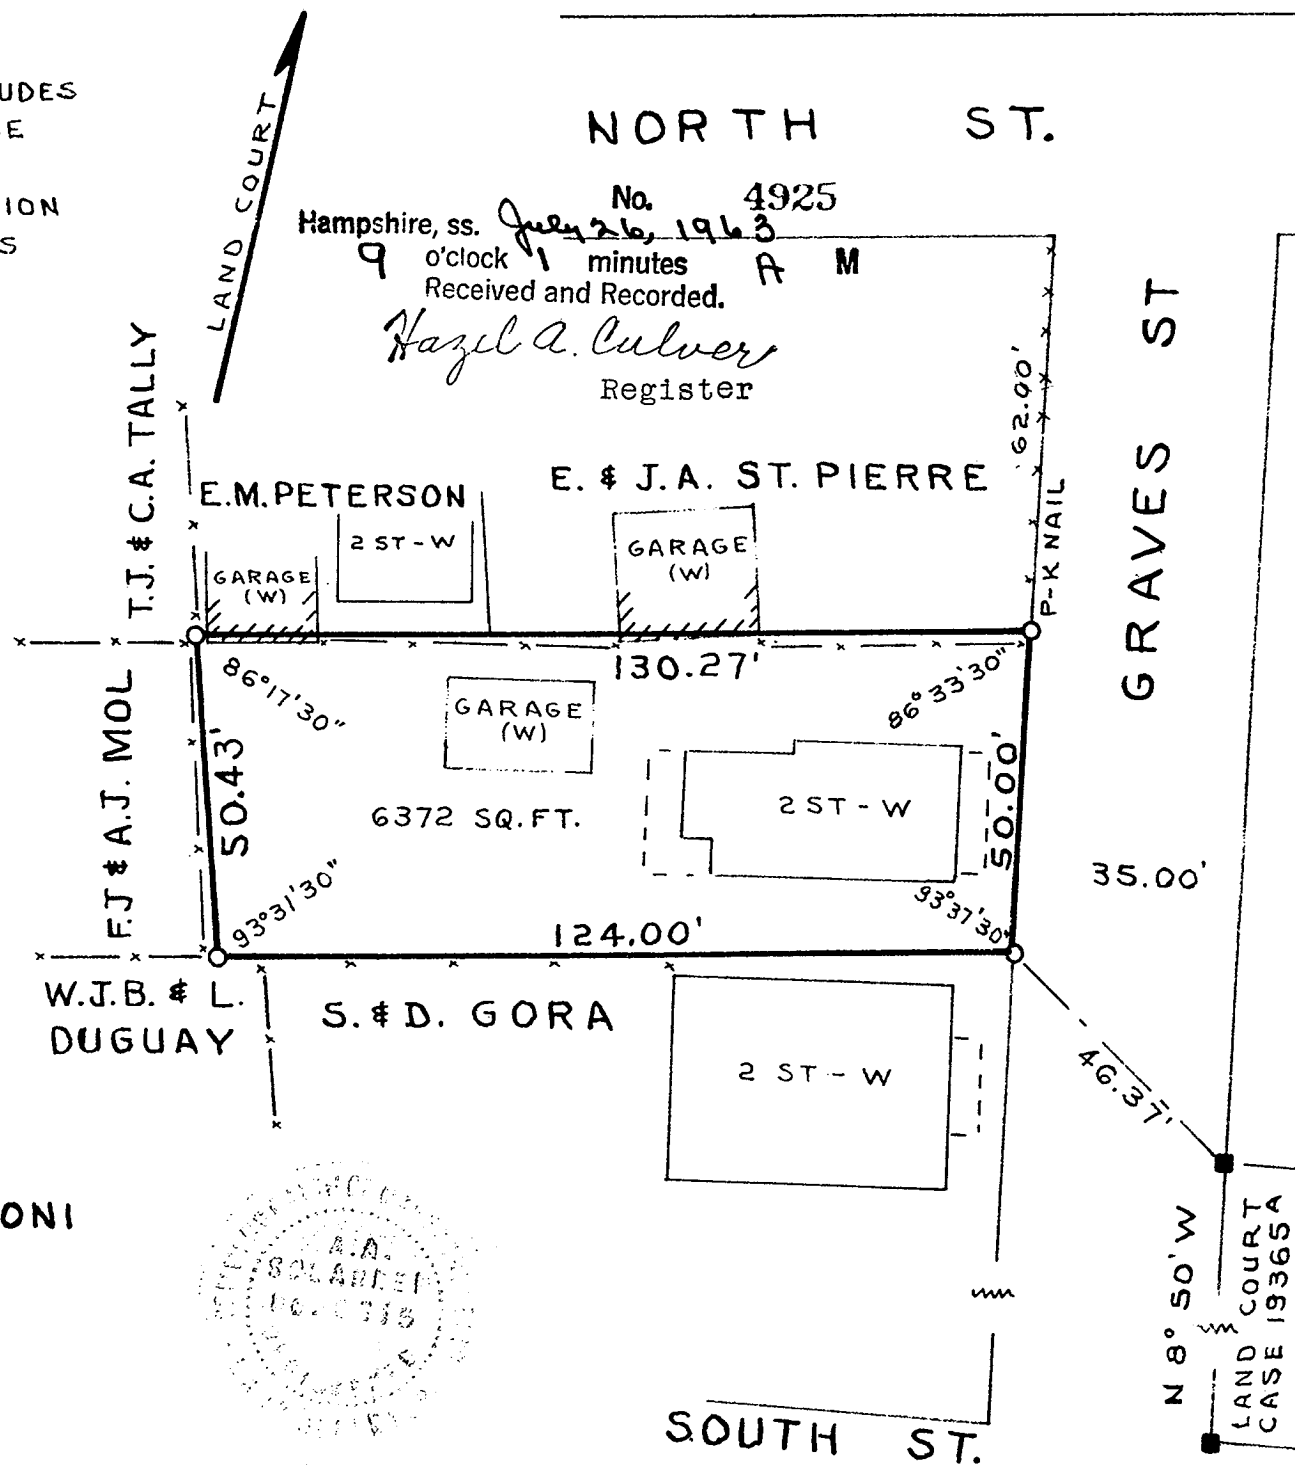 UDES
E
ION
S
LAND COURT
NORTH ST.
No. 4925
Hampshire, ss. July 26, 1963
9 o'clock 1 minutes A M
Received and Recorded.
Hazel A. Culver
Register
T.J. & C.A. TALLY
E.M. PETERSON
E. & J.A. ST. PIERRE
62.00'
P-K NAIL
GRAVES ST
2 ST - W
GARAGE
(W)
GARAGE
(W)
130.27'
86°17'30"
86°33'30"
F.J & A.J. MOL
50.43'
GARAGE
(W)
6372 SQ. FT.
2 ST - W
50.00'
35.00'
93°31'30"
124.00'
93°37'30"
W.J.B. & L.
DUGUAY
S. & D. GORA
2 ST - W
46.37'
ONI
A.A.
N 8° 50' W
LAND COURT
CASE 19365A
SOUTH ST.